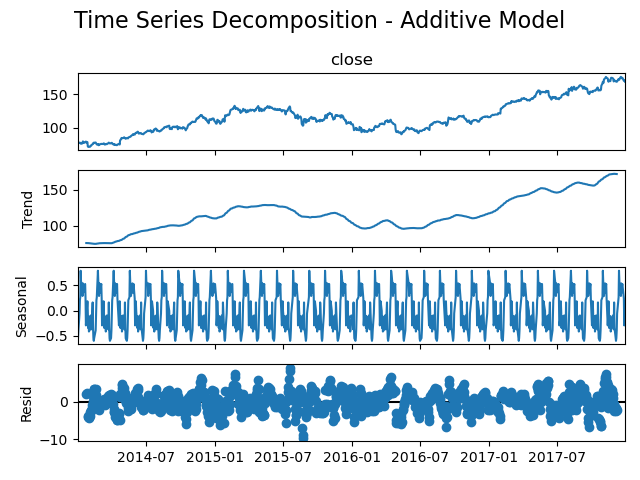 Time Series Decomposition - Additive Model
close
150
100
Trend
150
100
Seasonal
0.5
0.0
−0.5
Resid
0
−10
2014-07 2015-01 2015-07 2016-01 2016-07 2017-01 2017-07